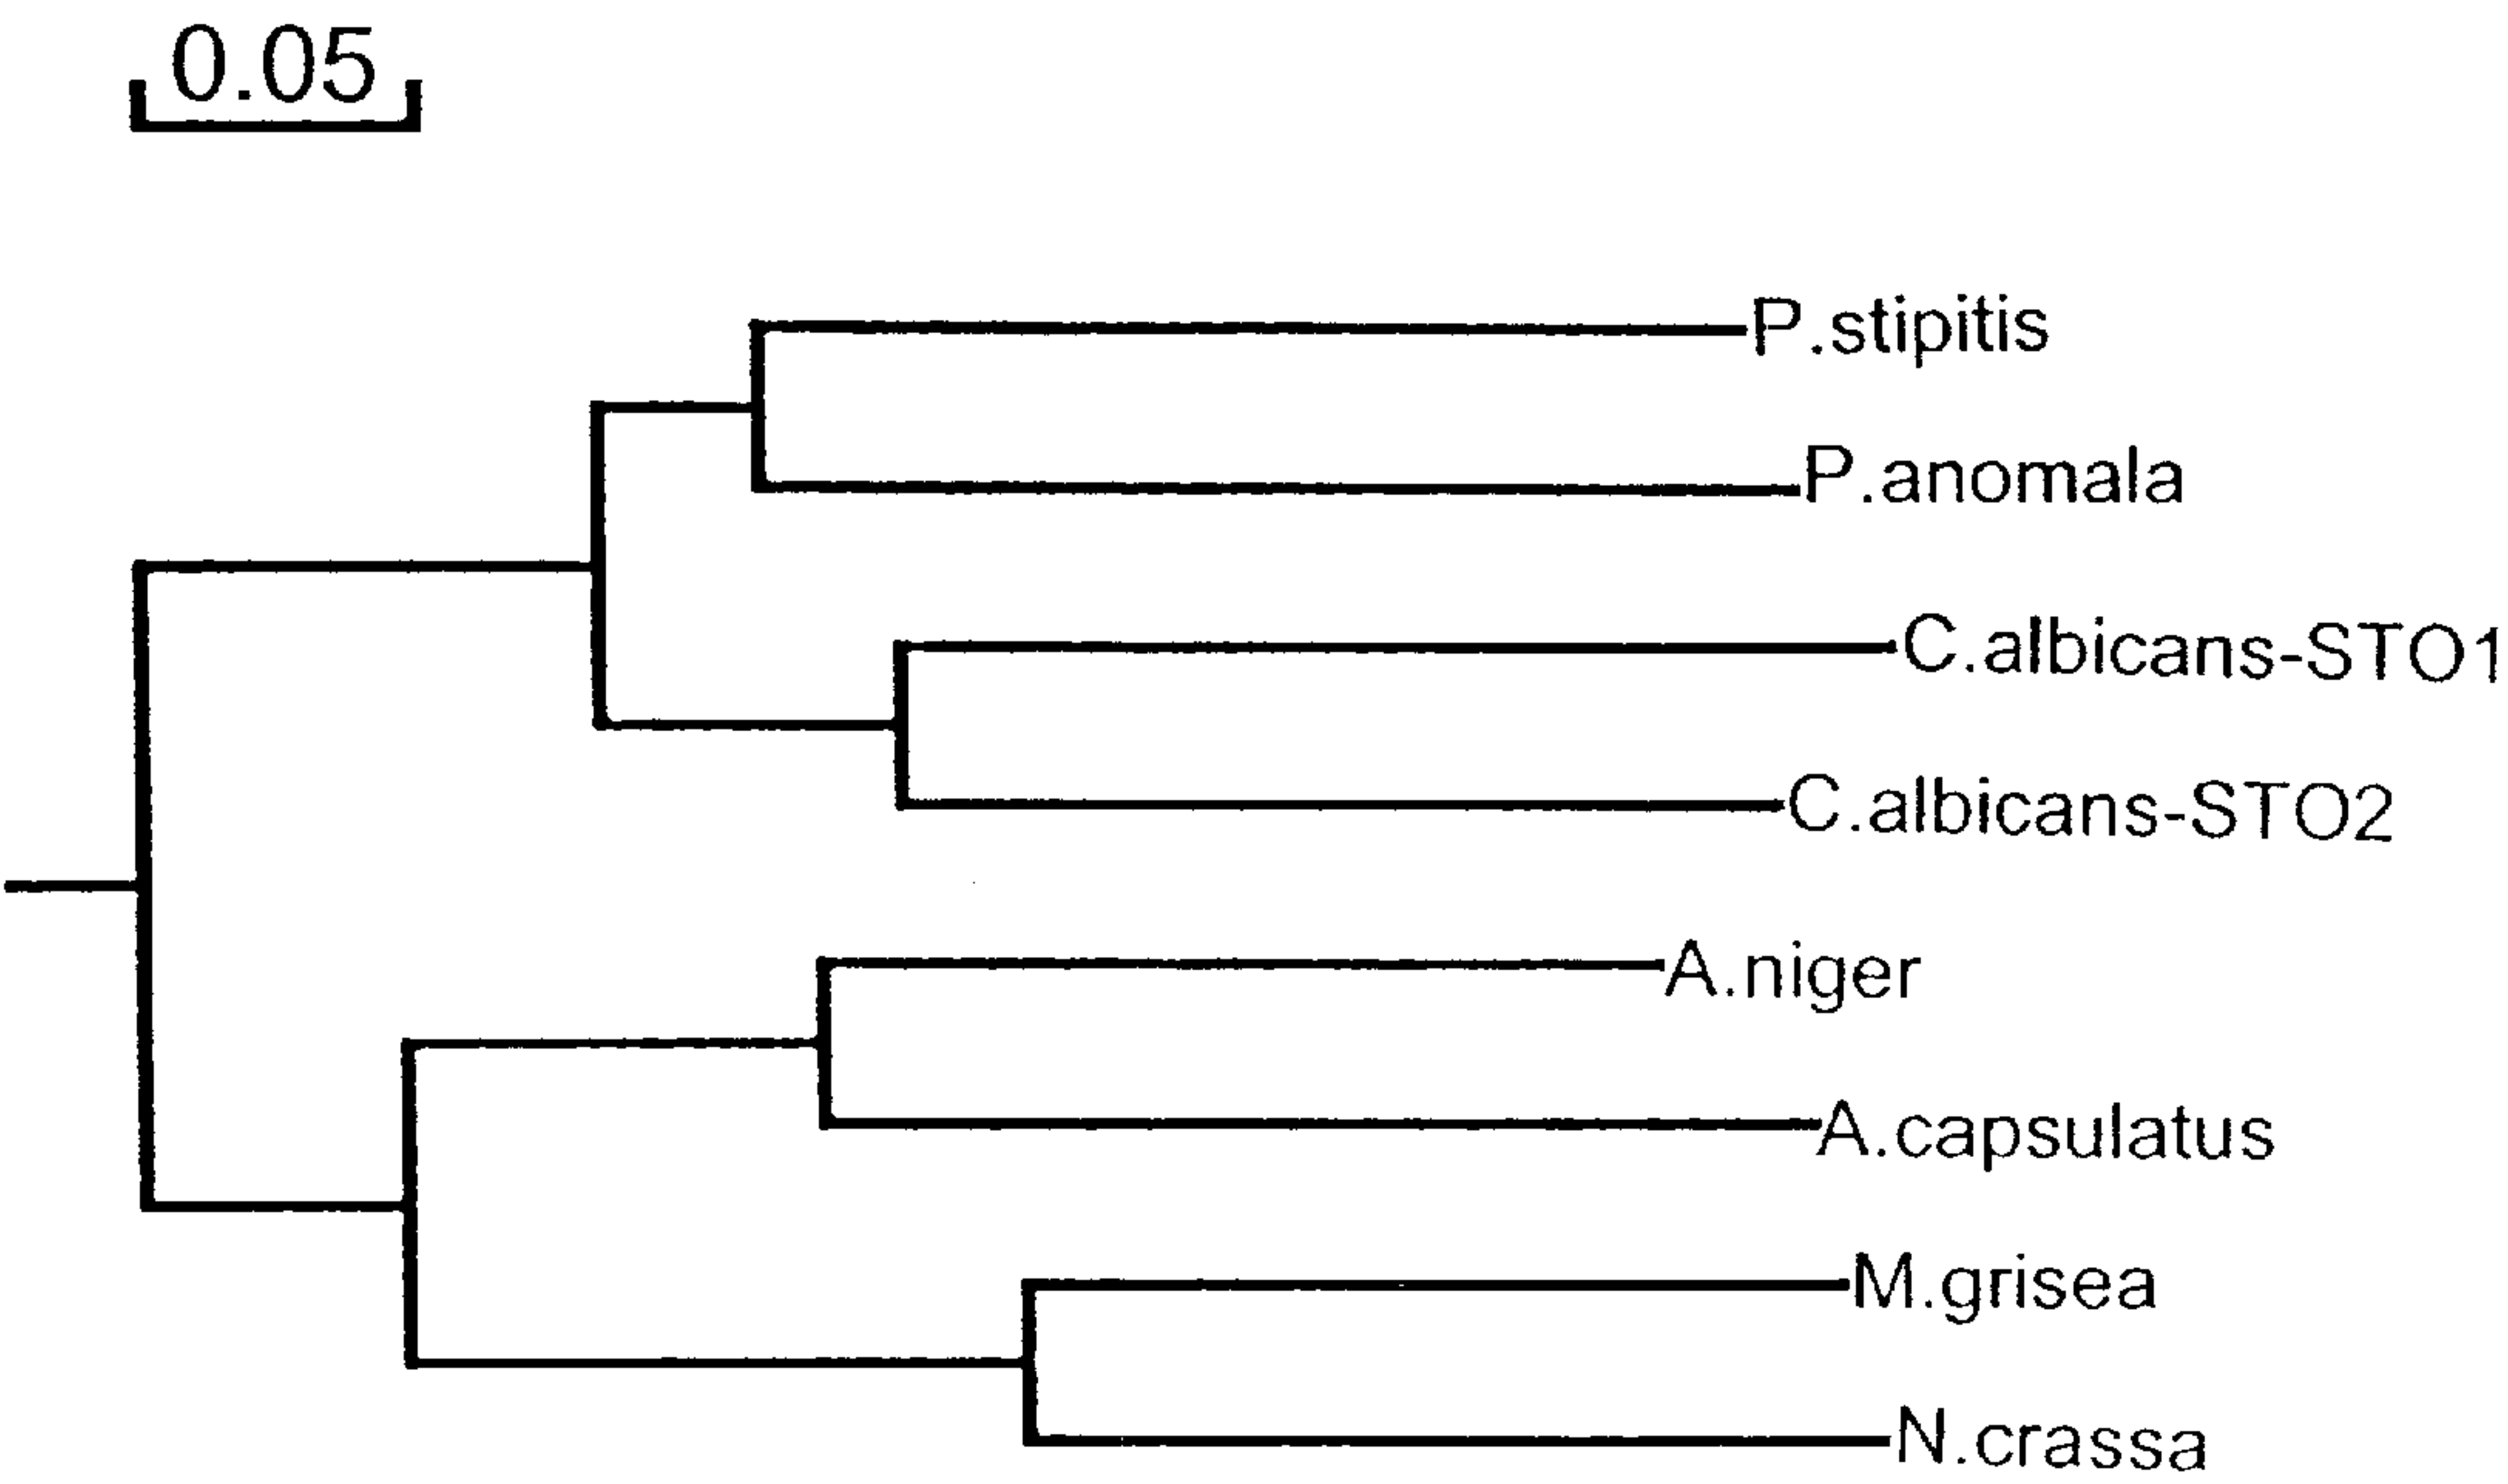 0.05
P.stipitis
P.anomala
C.albicans-STO1
C.albicans-STO2
A.niger
A.capsulatus
M.grisea
N.crassa